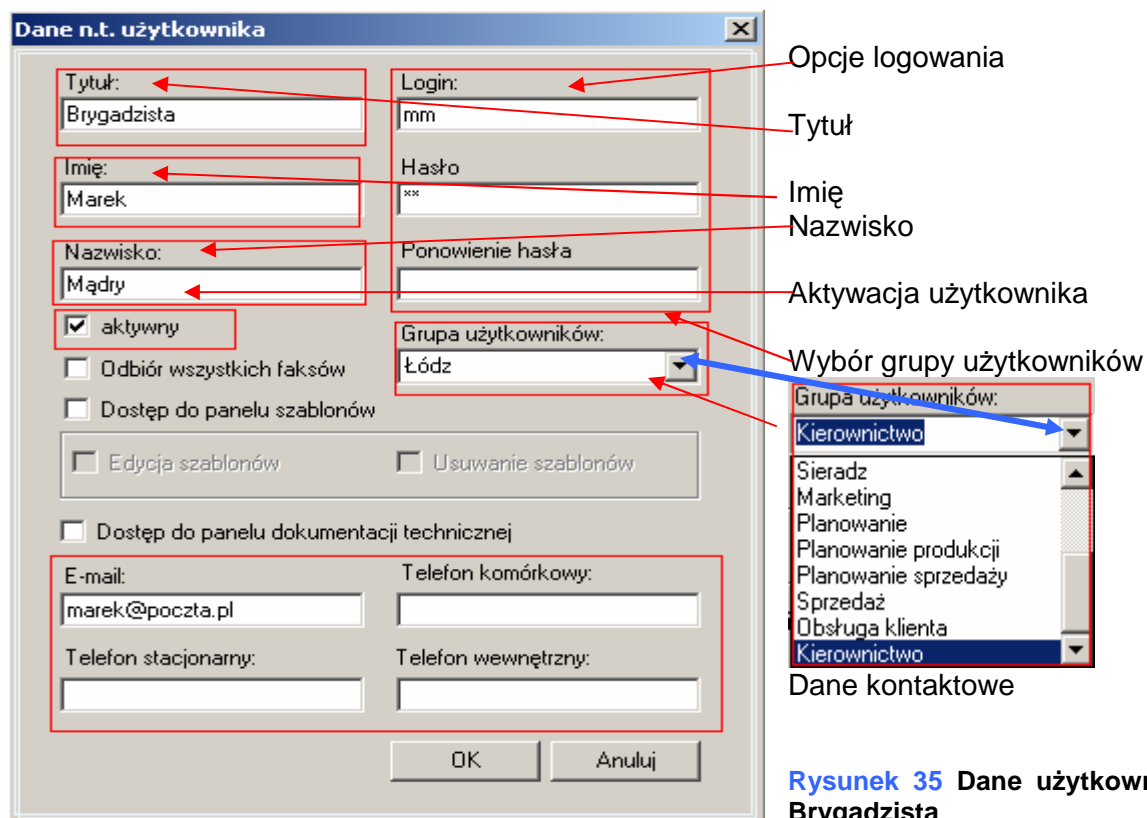 Dane n.t. użytkownika
Tytuł:
Brygadzista
Imię:
Marek
Nazwisko:
Mądry
aktywny
Odbiór wszystkich faksów
Dostęp do panelu szablonów
Edycja szablonów
Usuwanie szablonów
Dostęp do panelu dokumentacji technicznej
Login:
mm
Hasło
**
Ponowienie hasła
Grupa użytkowników:
Łódz
E-mail:
marek@poczta.pl
Telefon komórkowy:
Telefon stacjonarny:
Telefon wewnętrzny:
OK
Anuluj
Opcje logowania
Tytuł
Imię
Nazwisko
Aktywacja użytkownika
Wybór grupy użytkowników
Grupa użytkowników:
Kierownictwo
Sieradz
Marketing
Planowanie
Planowanie produkcji
Planowanie sprzedaży
Sprzedaż
Obsługa klienta
Kierownictwo
Dane kontaktowe
Rysunek 35 Dane
Brygadzista